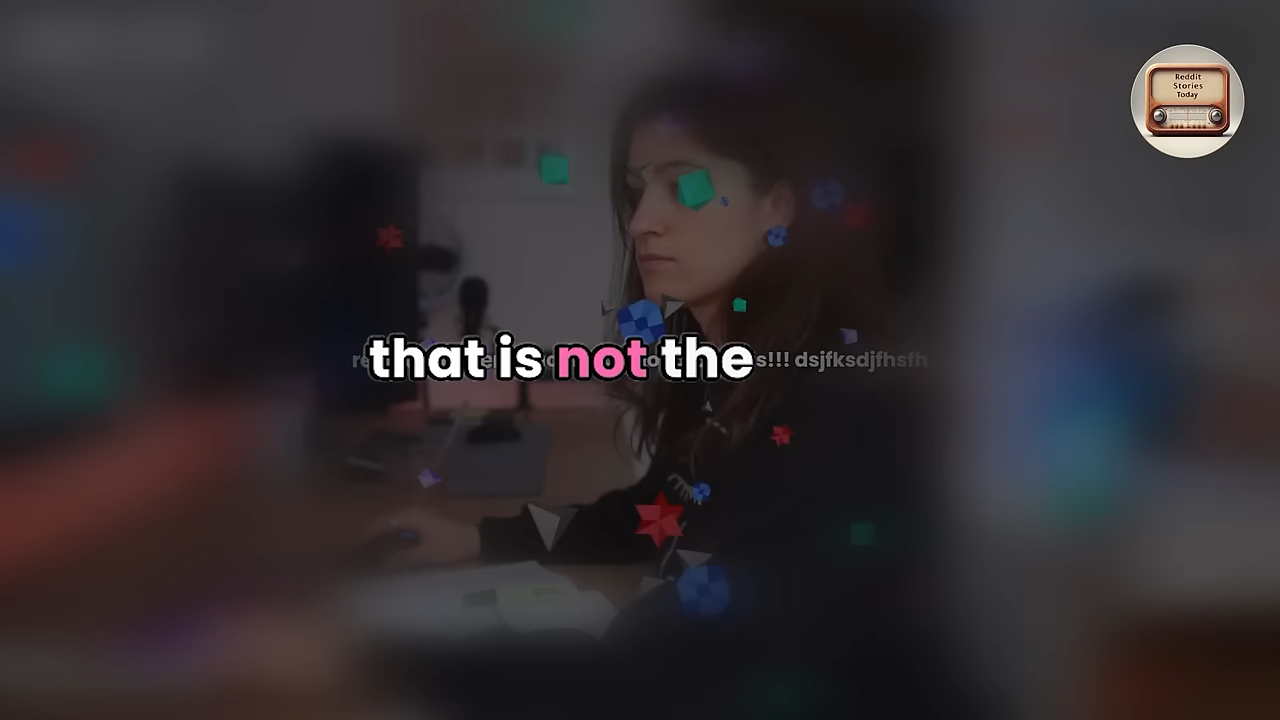 Reddit
Stories
Today
that is not the
s!!! dsjfksdjfhsfh